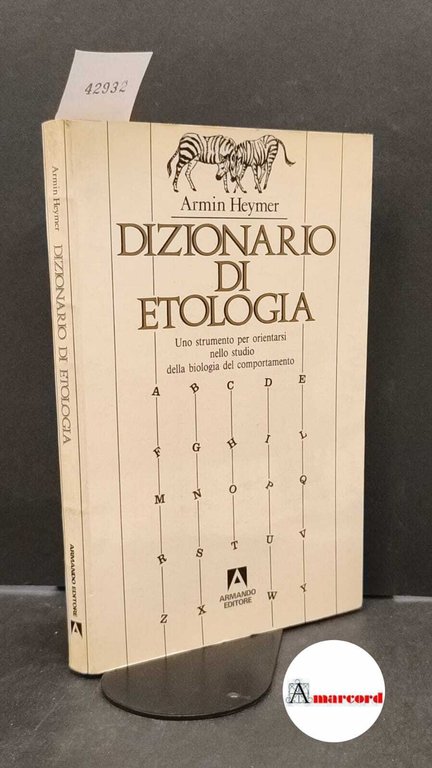 42932
Armin Heymer
DIZIONARIO
DI
ETOLOGIA
Uno strumento per orientarsi
nello studio
della biologia del comportamento
A B C D E
F G H I L
M N O P Q
R S T U V
Z X W Y
ARMANDO
EDITORE
Armin Heymer DIZIONARIO DI ETOLOGIA ARMANDO EDITORE
Amarcord